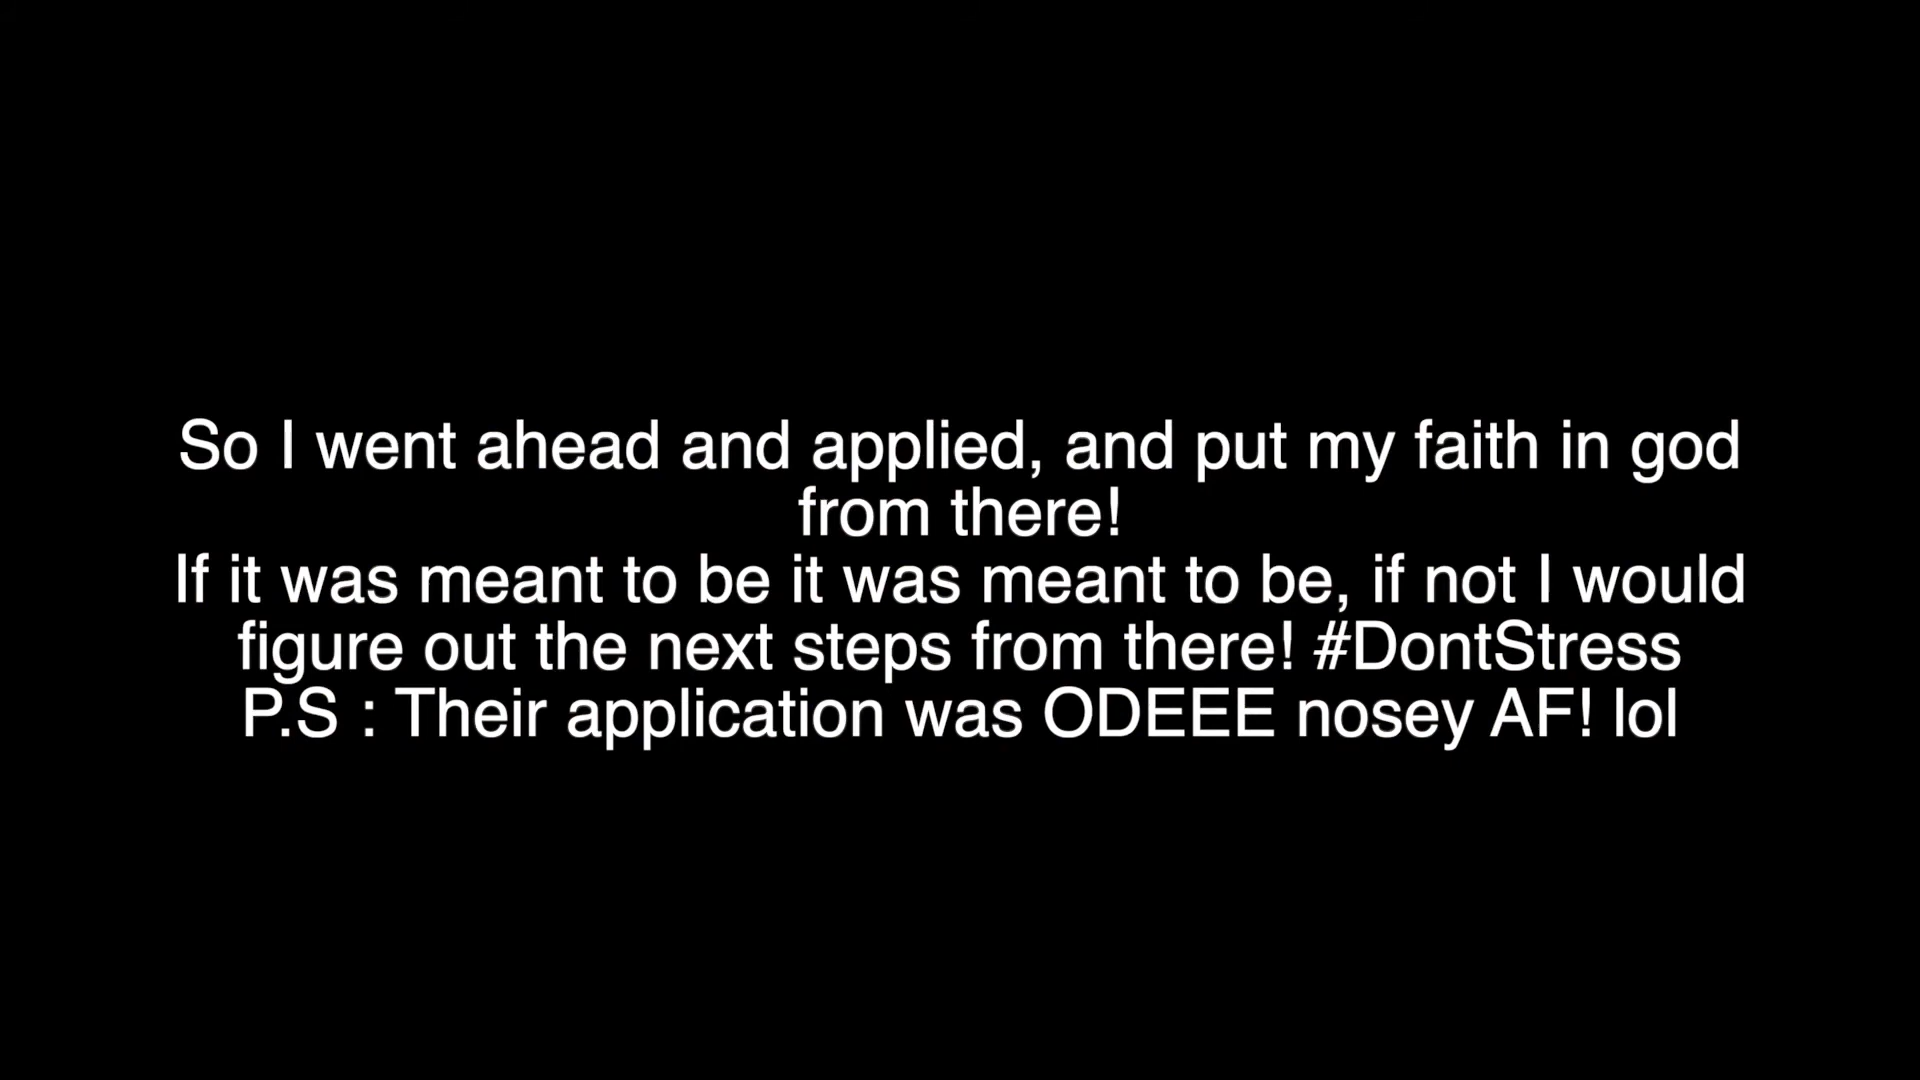 So I went ahead and applied, and put my faith in god
from there!
If it was meant to be it was meant to be, if not I would
figure out the next steps from there! #DontStress
P.S : Their application was ODEEE nosey AF! lol